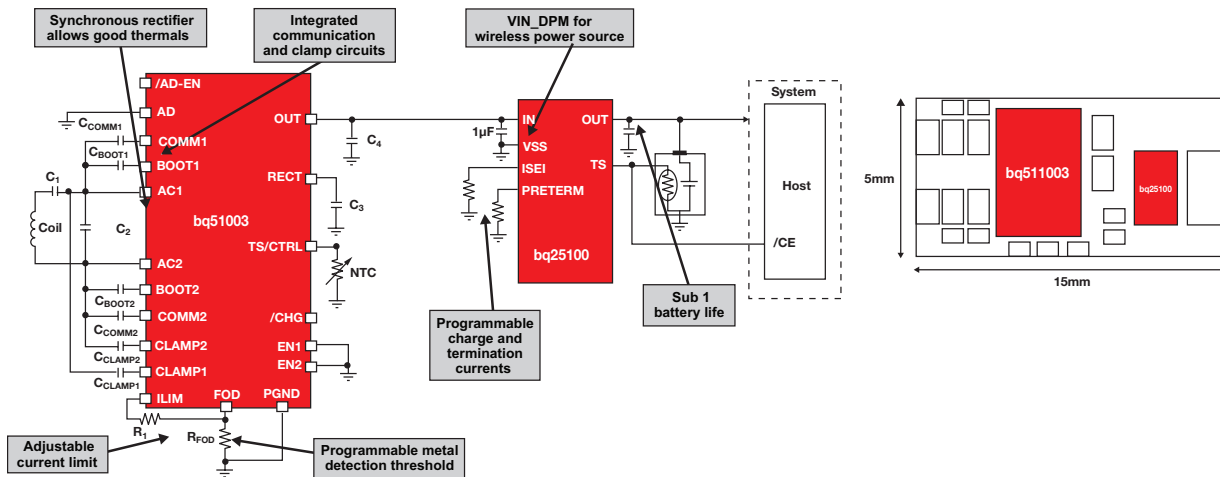 Synchronous rectifier
allows good thermals
Integrated
communication
and clamp circuits
VIN_DPM for
wireless power source
/AD-EN
AD
COMM1
BOOT1
AC1
AC2
BOOT2
COMM2
CLAMP2
CLAMP1
ILIM
FOD
PGND
OUT
RECT
TS/CTRL
/CHG
EN1
EN2
bq51003
CCOMM1
CBOOT1
C1
Coil
C2
CBOOT2
CCOMM2
CCLAMP2
CCLAMP1
R1
RFOD
C4
C3
NTC
Adjustable
current limit
Programmable metal
detection threshold
1µF
IN
VSS
ISEI
PRETERM
OUT
TS
bq25100
Programmable
charge and
termination
currents
Sub 1
battery life
System
Host
/CE
5mm
bq511003
bq25100
15mm